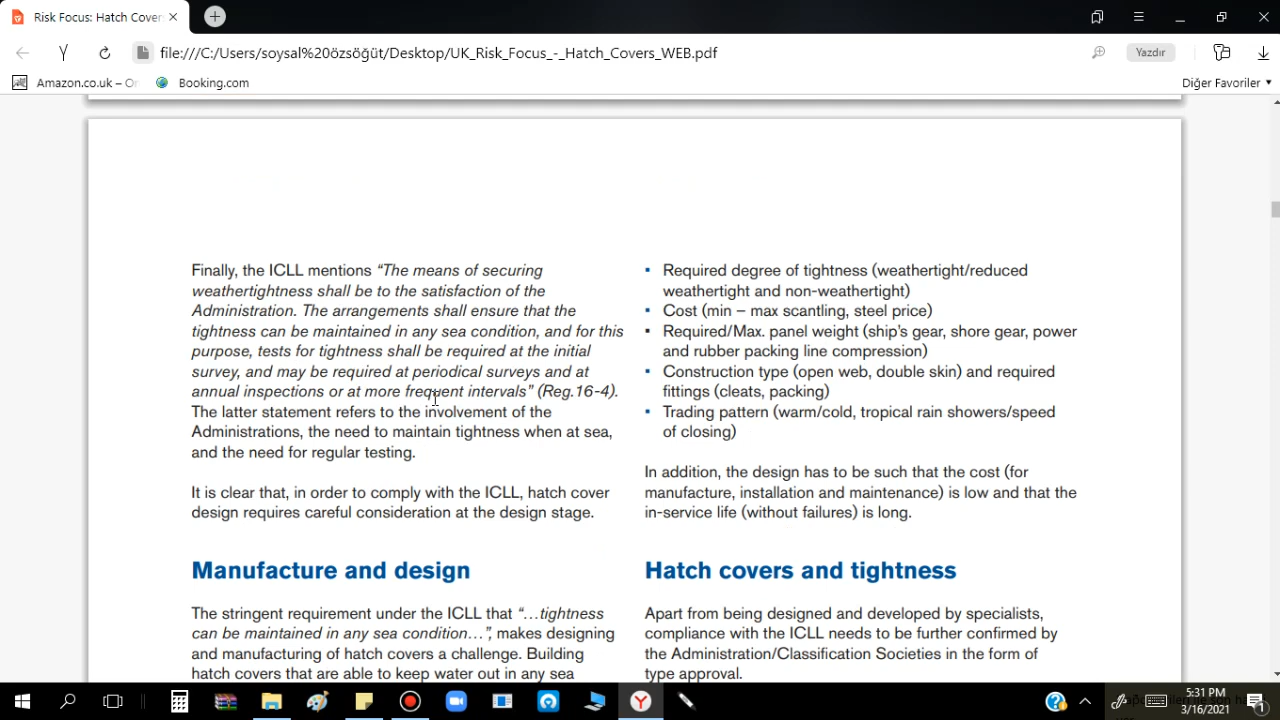 Risk Focus: Hatch Cover
file:///C:/Users/soysal%20özsöğüt/Desktop/UK_Risk_Focus_-_Hatch_Covers_WEB.pdf
Yazdır
Amazon.co.uk – O
Booking.com
Diğer Favoriler
Finally, the ICLL mentions “The means of securing
weathertightness shall be to the satisfaction of the
Administration. The arrangements shall ensure that the
tightness can be maintained in any sea condition, and for this
purpose, tests for tightness shall be required at the initial
survey, and may be required at periodical surveys and at
annual inspections or at more frequent intervals” (Reg.16-4).
The latter statement refers to the involvement of the
Administrations, the need to maintain tightness when at sea,
and the need for regular testing.
It is clear that, in order to comply with the ICLL, hatch cover
design requires careful consideration at the design stage.
Manufacture and design
The stringent requirement under the ICLL that “…tightness
can be maintained in any sea condition…”, makes designing
and manufacturing of hatch covers a challenge. Building
hatch covers that are able to keep water out in any sea
• Required degree of tightness (weathertight/reduced
weathertight and non-weathertight)
• Cost (min – max scantling, steel price)
• Required/Max. panel weight (ship’s gear, shore gear, power
and rubber packing line compression)
• Construction type (open web, double skin) and required
fittings (cleats, packing)
• Trading pattern (warm/cold, tropical rain showers/speed
of closing)
In addition, the design has to be such that the cost (for
manufacture, installation and maintenance) is low and that the
in-service life (without failures) is long.
Hatch covers and tightness
Apart from being designed and developed by specialists,
compliance with the ICLL needs to be further confirmed by
the Administration/Classification Societies in the form of
type approval.
5:31 PM
3/16/2021